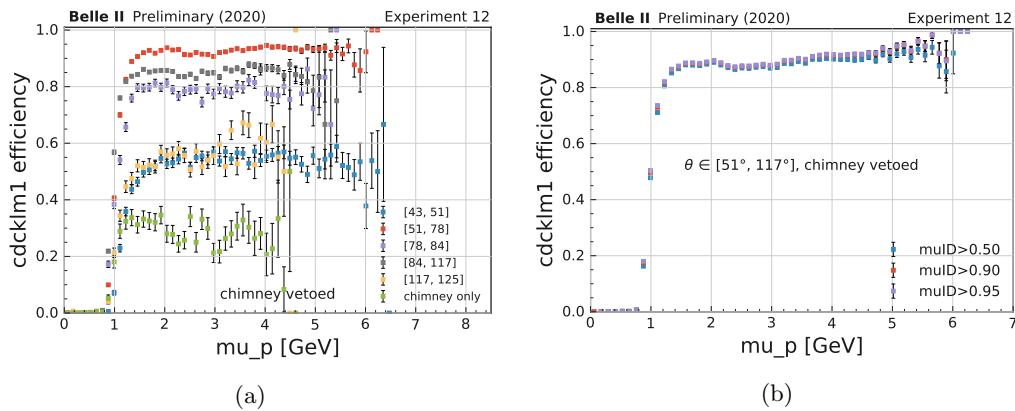 Belle II Preliminary (2020) Experiment 12
1.0
0.8
0.6
0.4
0.2
0.0
cdcklm1 efficiency
[43, 51]
[51, 78]
[78, 84]
[84, 117]
[117, 125]
chimney only
chimney vetoed
0 1 2 3 4 5 6 7 8
mu_p [GeV]
(a)
Belle II Preliminary (2020) Experiment 12
1.0
0.8
0.6
0.4
0.2
0.0
cdcklm1 efficiency
θ ∈ [51°, 117°], chimney vetoed
muID>0.50
muID>0.90
muID>0.95
0 1 2 3 4 5 6 7
mu_p [GeV]
(b)